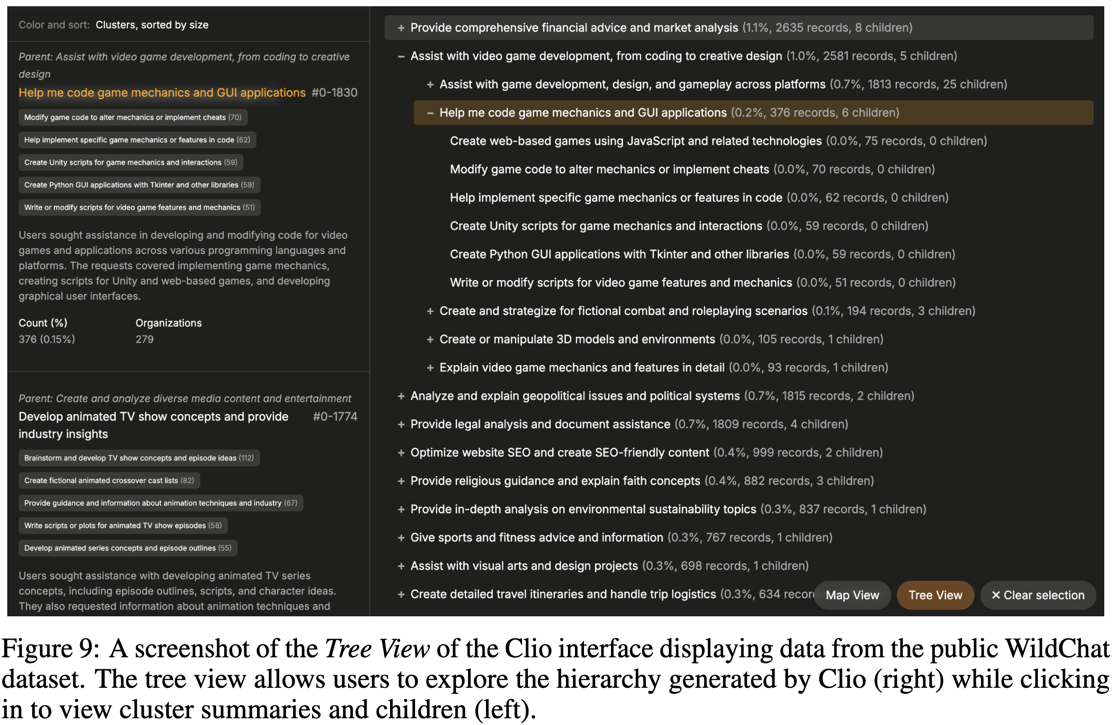 Color and sort: Clusters, sorted by size
Parent: Assist with video game development, from coding to creative
design
Help me code game mechanics and GUI applications #0-1830
Modify game code to alter mechanics or implement cheats (70)
Help implement specific game mechanics or features in code (62)
Create Unity scripts for game mechanics and interactions (59)
Create Python GUI applications with Tkinter and other libraries (59)
Write or modify scripts for video game features and mechanics (51)
Users sought assistance in developing and modifying code for video
games and applications across various programming languages and
platforms. The requests covered implementing game mechanics,
creating scripts for Unity and web-based games, and developing
graphical user interfaces.
Count (%) Organizations
376 (0.15%) 279
Parent: Create and analyze diverse media content and entertainment
Develop animated TV show concepts and provide #0-1774
industry insights
Brainstorm and develop TV show concepts and episode ideas (112)
Create fictional animated crossover cast lists (82)
Provide guidance and information about animation techniques and industry (67)
Write scripts or plots for animated TV show episodes (58)
Develop animated series concepts and episode outlines (55)
Users sought assistance with developing animated TV series
concepts, including episode outlines, scripts, and character ideas.
They also requested information about animation techniques and
+ Provide comprehensive financial advice and market analysis (1.1%, 2635 records, 8 children)
– Assist with video game development, from coding to creative design (1.0%, 2581 records, 5 children)
+ Assist with game development, design, and gameplay across platforms (0.7%, 1813 records, 25 children)
– Help me code game mechanics and GUI applications (0.2%, 376 records, 6 children)
Create web-based games using JavaScript and related technologies (0.0%, 75 records, 0 children)
Modify game code to alter mechanics or implement cheats (0.0%, 70 records, 0 children)
Help implement specific game mechanics or features in code (0.0%, 62 records, 0 children)
Create Unity scripts for game mechanics and interactions (0.0%, 59 records, 0 children)
Create Python GUI applications with Tkinter and other libraries (0.0%, 59 records, 0 children)
Write or modify scripts for video game features and mechanics (0.0%, 51 records, 0 children)
+ Create and strategize for fictional combat and roleplaying scenarios (0.1%, 194 records, 3 children)
+ Create or manipulate 3D models and environments (0.0%, 105 records, 1 children)
+ Explain video game mechanics and features in detail (0.0%, 93 records, 1 children)
+ Analyze and explain geopolitical issues and political systems (0.7%, 1815 records, 2 children)
+ Provide legal analysis and document assistance (0.7%, 1809 records, 4 children)
+ Optimize website SEO and create SEO-friendly content (0.4%, 999 records, 2 children)
+ Provide religious guidance and explain faith concepts (0.4%, 882 records, 3 children)
+ Provide in-depth analysis on environmental sustainability topics (0.3%, 837 records, 1 children)
+ Give sports and fitness advice and information (0.3%, 767 records, 1 children)
+ Assist with visual arts and design projects (0.3%, 698 records, 1 children)
+ Create detailed travel itineraries and handle trip logistics (0.3%, 634 recor
Map View Tree View ✕ Clear selection
Figure 9: A screenshot of the Tree View of the Clio interface displaying data from the public WildChat
dataset. The tree view allows users to explore the hierarchy generated by Clio (right) while clicking
in to view cluster summaries and children (left).